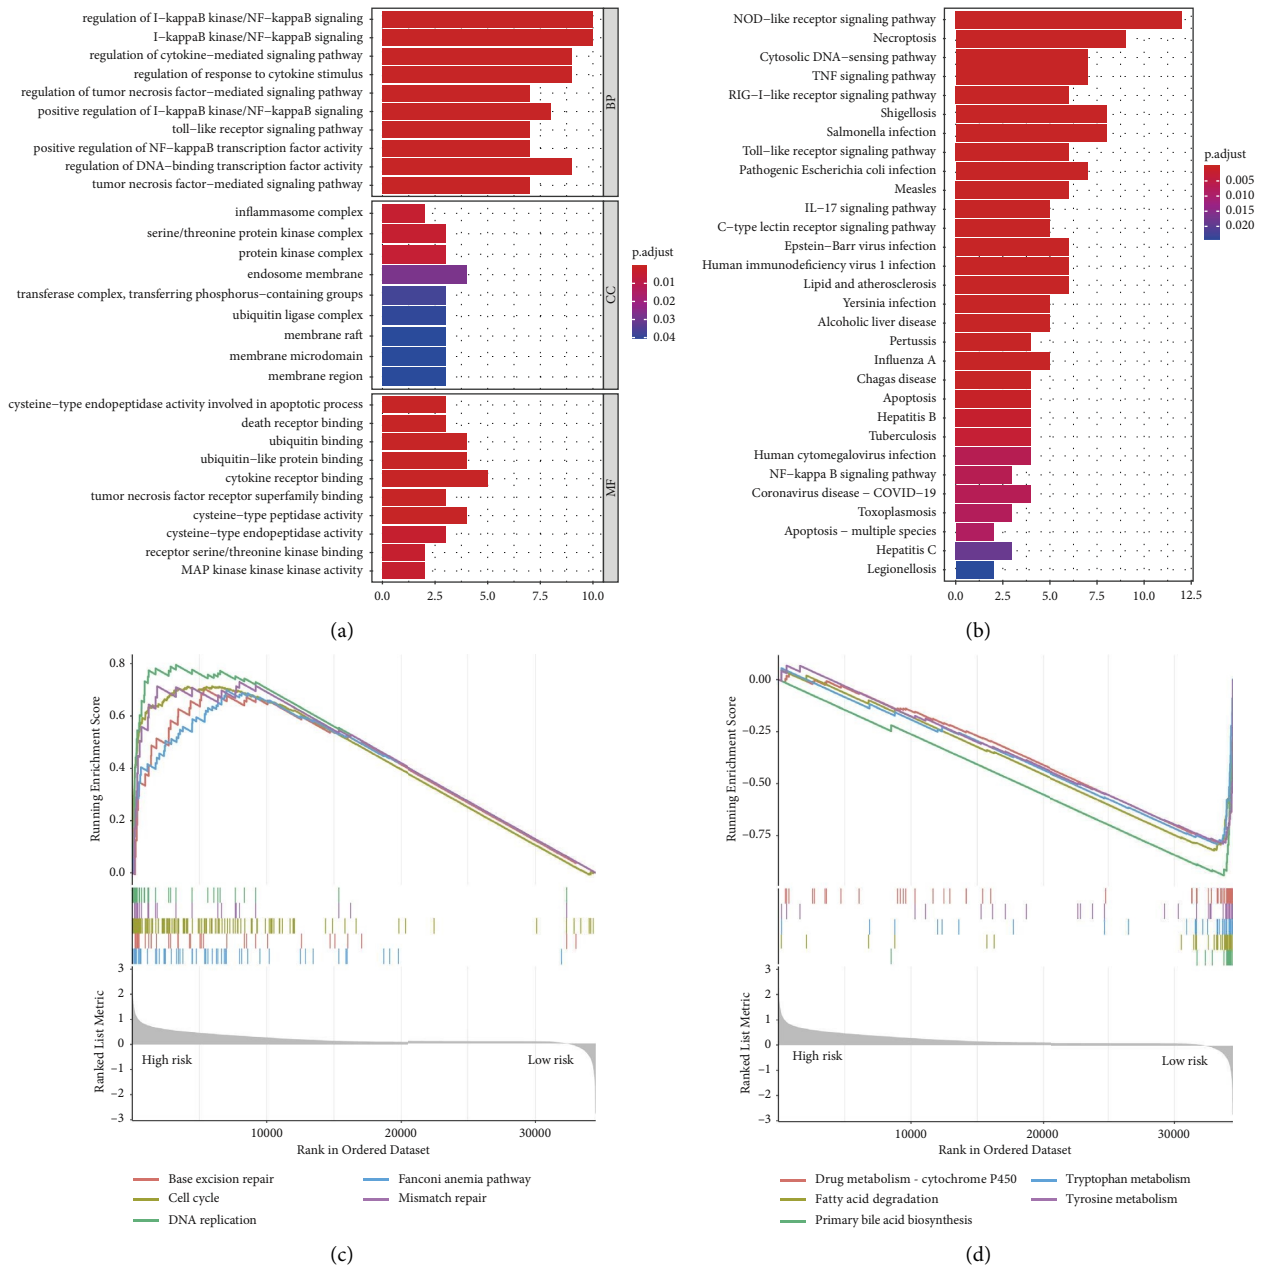 regulation of I−kappaB kinase/NF−kappaB signaling
I−kappaB kinase/NF−kappaB signaling
regulation of cytokine−mediated signaling pathway
regulation of response to cytokine stimulus
regulation of tumor necrosis factor−mediated signaling pathway
positive regulation of I−kappaB kinase/NF−kappaB signaling
toll−like receptor signaling pathway
positive regulation of NF−kappaB transcription factor activity
regulation of DNA−binding transcription factor activity
tumor necrosis factor−mediated signaling pathway
BP
inflammasome complex
serine/threonine protein kinase complex
protein kinase complex
endosome membrane
transferase complex, transferring phosphorus−containing groups
ubiquitin ligase complex
membrane raft
membrane microdomain
membrane region
CC
cysteine−type endopeptidase activity involved in apoptotic process
death receptor binding
ubiquitin binding
ubiquitin−like protein binding
cytokine receptor binding
tumor necrosis factor receptor superfamily binding
cysteine−type peptidase activity
cysteine−type endopeptidase activity
receptor serine/threonine kinase binding
MAP kinase kinase kinase activity
MF
0.0 2.5 5.0 7.5 10.0
p.adjust
0.01
0.02
0.03
0.04
(a)
NOD−like receptor signaling pathway
Necroptosis
Cytosolic DNA−sensing pathway
TNF signaling pathway
RIG−I−like receptor signaling pathway
Shigellosis
Salmonella infection
Toll−like receptor signaling pathway
Pathogenic Escherichia coli infection
Measles
IL−17 signaling pathway
C−type lectin receptor signaling pathway
Epstein−Barr virus infection
Human immunodeficiency virus 1 infection
Lipid and atherosclerosis
Yersinia infection
Alcoholic liver disease
Pertussis
Influenza A
Chagas disease
Apoptosis
Hepatitis B
Tuberculosis
Human cytomegalovirus infection
NF−kappa B signaling pathway
Coronavirus disease − COVID−19
Toxoplasmosis
Apoptosis − multiple species
Hepatitis C
Legionellosis
0.0 2.5 5.0 7.5 10.0 12.5
p.adjust
0.005
0.010
0.015
0.020
(b)
Running Enrichment Score
0.8
0.6
0.4
0.2
0.0
Ranked List Metric
3
2
1
0
−1
−2
−3
High risk
Low risk
10000 20000 30000
Rank in Ordered Dataset
Base excision repair
Cell cycle
DNA replication
Fanconi anemia pathway
Mismatch repair
(c)
Running Enrichment Score
0.00
−0.25
−0.50
−0.75
Ranked List Metric
3
2
1
0
−1
−2
−3
High risk
Low risk
10000 20000 30000
Rank in Ordered Dataset
Drug metabolism - cytochrome P450
Fatty acid degradation
Primary bile acid biosynthesis
Tryptophan metabolism
Tyrosine metabolism
(d)